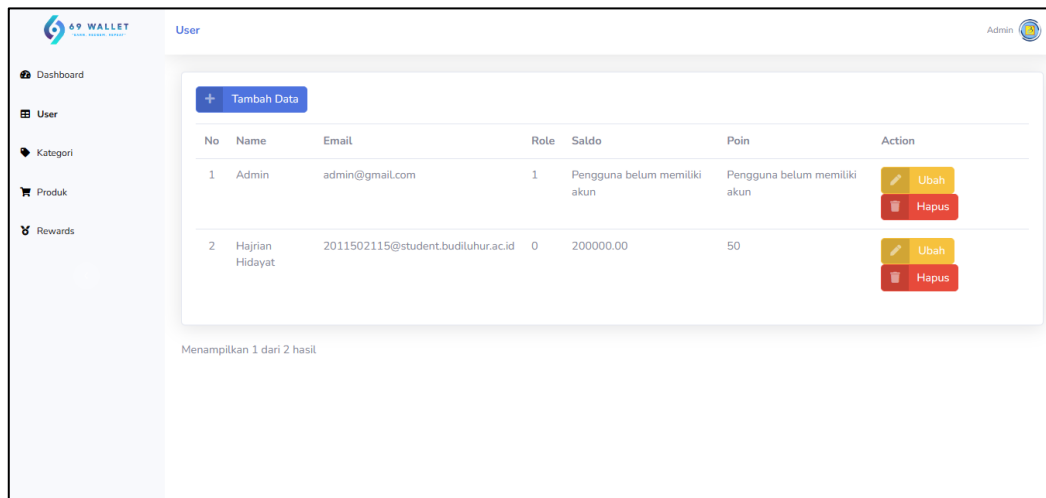 69 WALLET
User
Admin
Dashboard
User
Kategori
Produk
Rewards
+ Tambah Data
No Name Email Role Saldo Poin Action
1 Admin admin@gmail.com 1 Pengguna belum memiliki akun Pengguna belum memiliki akun Ubah
Hapus
2 Hajrian Hidayat 2011502115@student.budiluhur.ac.id 0 200000.00 50 Ubah
Hapus
Menampilkan 1 dari 2 hasil